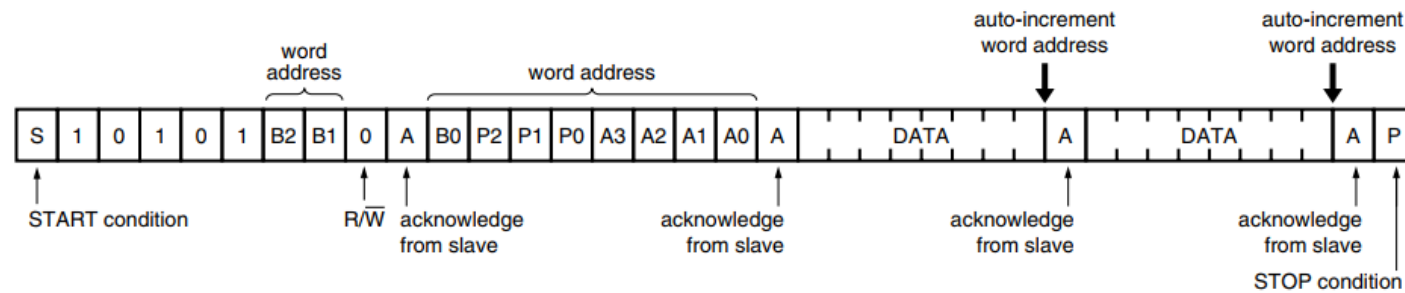 auto-increment
word address
auto-increment
word address
word
address
word address
S 1 0 1 0 1 B2 B1 0 A B0 P2 P1 P0 A3 A2 A1 A0 A DATA A DATA A P
START condition
R/W̅
acknowledge
from slave
acknowledge
from slave
acknowledge
from slave
acknowledge
from slave
STOP condition